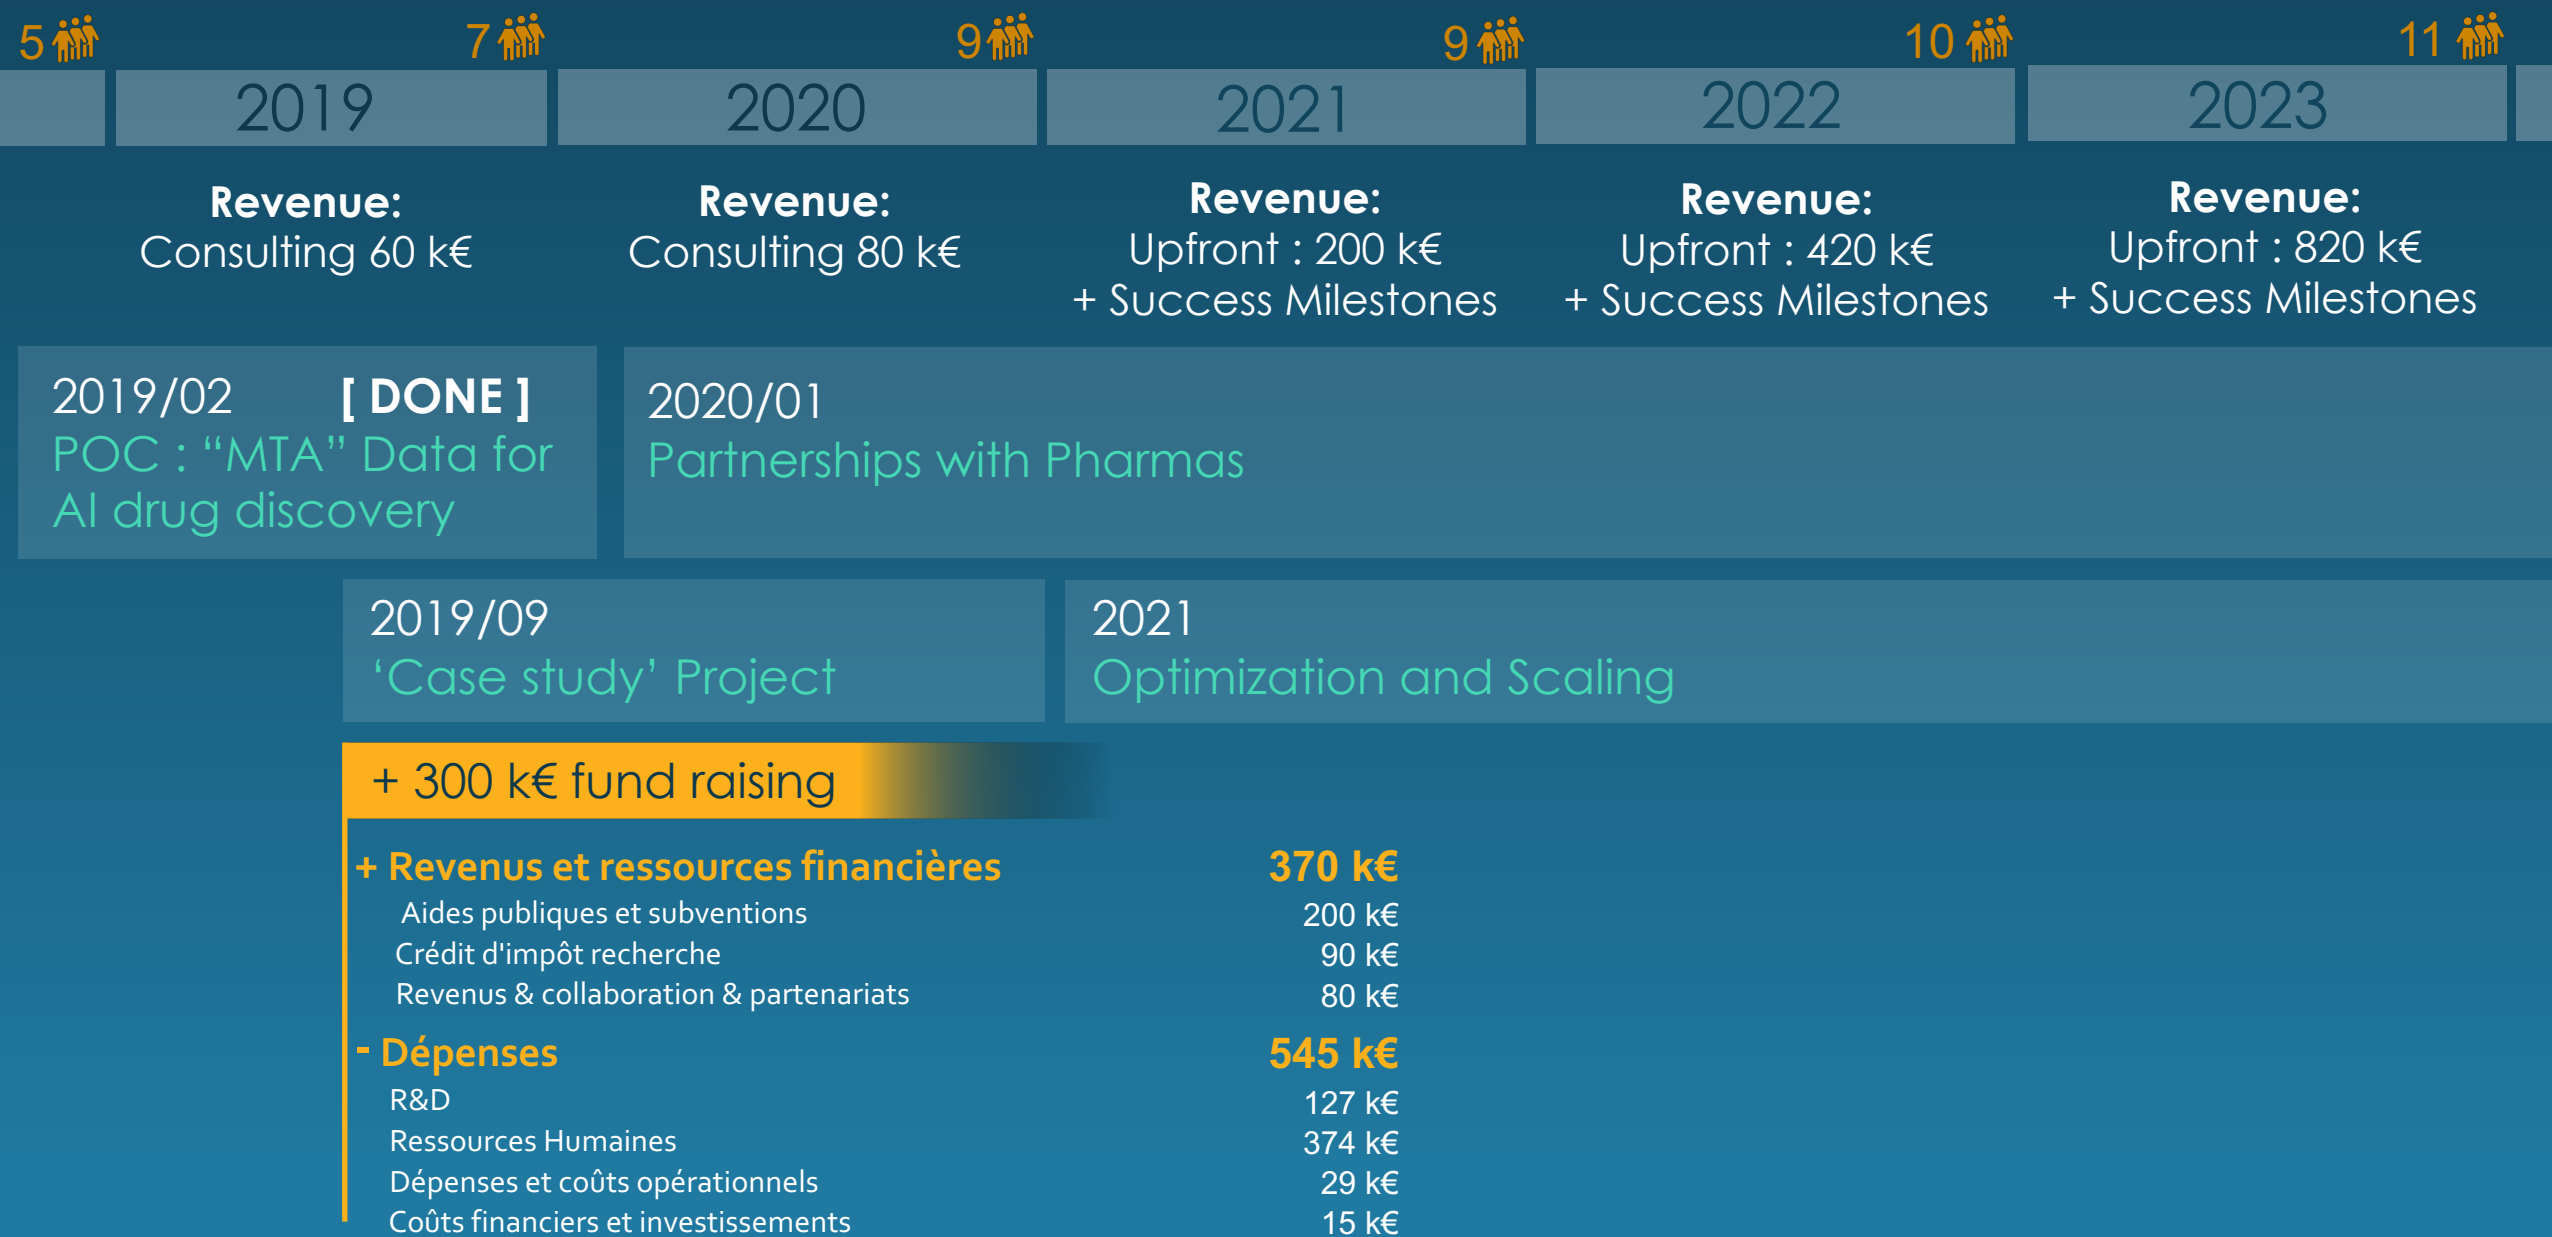 5 7 9 9 10 11
2019 2020 2021 2022 2023
Revenue:
Consulting 60 k€
Revenue:
Consulting 80 k€
Revenue:
Upfront : 200 k€
+ Success Milestones
Revenue:
Upfront : 420 k€
+ Success Milestones
Revenue:
Upfront : 820 k€
+ Success Milestones
2019/02 [ DONE ]
POC : “MTA” Data for
AI drug discovery
2020/01
Partnerships with Pharmas
2019/09
‘Case study’ Project
2021
Optimization and Scaling
+ 300 k€ fund raising
+ Revenus et ressources financières 370 k€
Aides publiques et subventions 200 k€
Crédit d'impôt recherche 90 k€
Revenus & collaboration & partenariats 80 k€
- Dépenses 545 k€
R&D 127 k€
Ressources Humaines 374 k€
Dépenses et coûts opérationnels 29 k€
Coûts financiers et investissements 15 k€